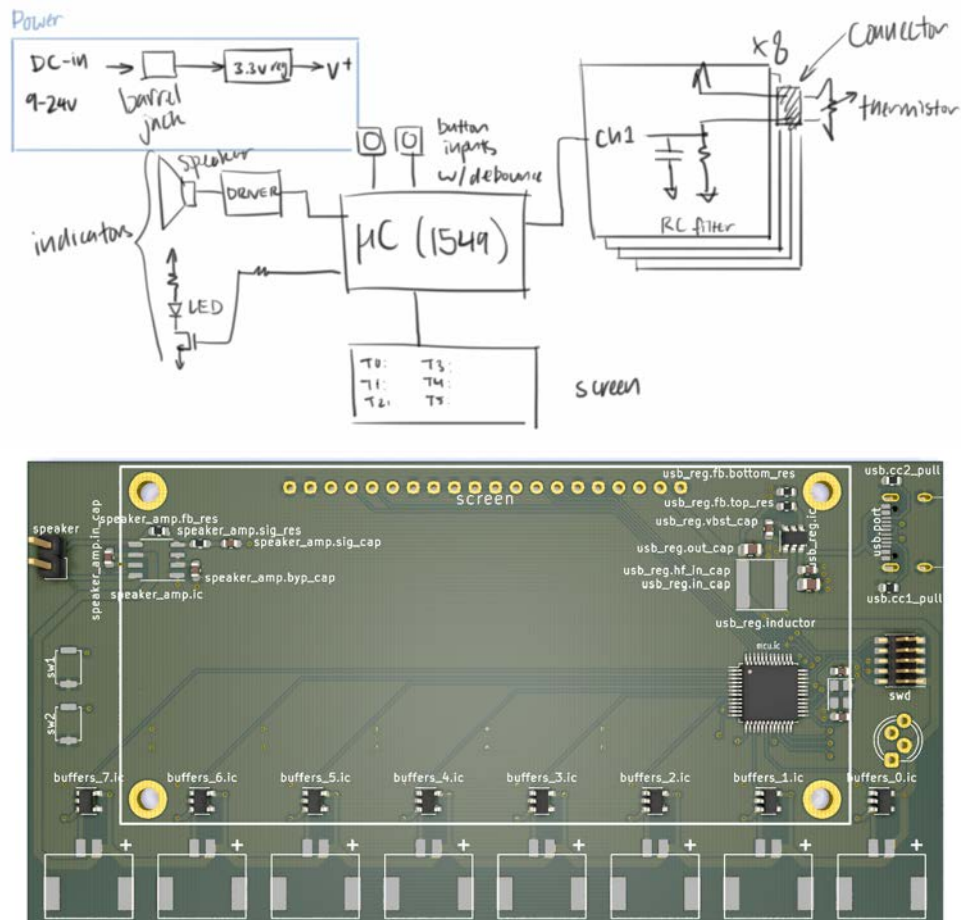 Power
DC-in
9-24v
barrel
jack
3.3v reg
V+
button
inputs
w/debounce
speaker
DRIVER
indicators
LED
µC (1549)
x8
Connector
thermistor
Ch1
RC filter
T0: T3:
T1: T4:
T2: T5:
screen
usb_reg.fb.bottom_res
usb.cc2_pull
screen
usb_reg.fb.top_res
speaker_amp.fb_res
usb_reg.vbst_cap
usb_reg.ic
usb.port
speaker
speaker_amp.in_cap
speaker_amp.sig_res
speaker_amp.sig_cap
usb_reg.out_cap
speaker_amp.byp_cap
usb_reg.hf_in_cap
usb_reg.in_cap
speaker_amp.ic
usb.cc1_pull
usb_reg.inductor
mcu.ic
sw1
swd
sw2
buffers_7.ic
buffers_6.ic
buffers_5.ic
buffers_4.ic
buffers_3.ic
buffers_2.ic
buffers_1.ic
buffers_0.ic
+ + + + + + + +